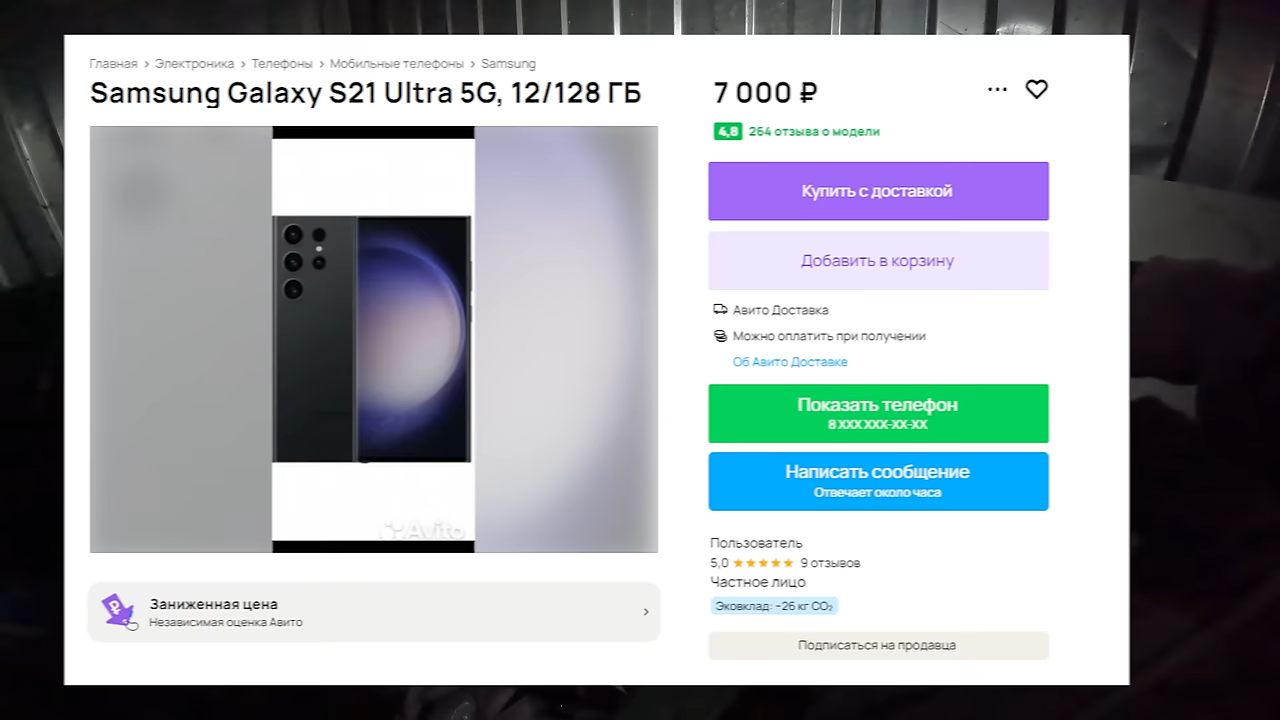 Главная > Электроника > Телефоны > Мобильные телефоны > Samsung
Samsung Galaxy S21 Ultra 5G, 12/128 ГБ
7 000 ₽
4,8 264 отзыва о модели
Купить с доставкой
Добавить в корзину
Авито Доставка
Можно оплатить при получении
Об Авито Доставке
Показать телефон
8 XXX XXX-XX-XX
Написать сообщение
Отвечает около часа
Avito
Пользователь
5,0 ★★★★★ 9 отзывов
Частное лицо
Эковклад: −26 кг CO₂
Подписаться на продавца
Заниженная цена
Независимая оценка Авито